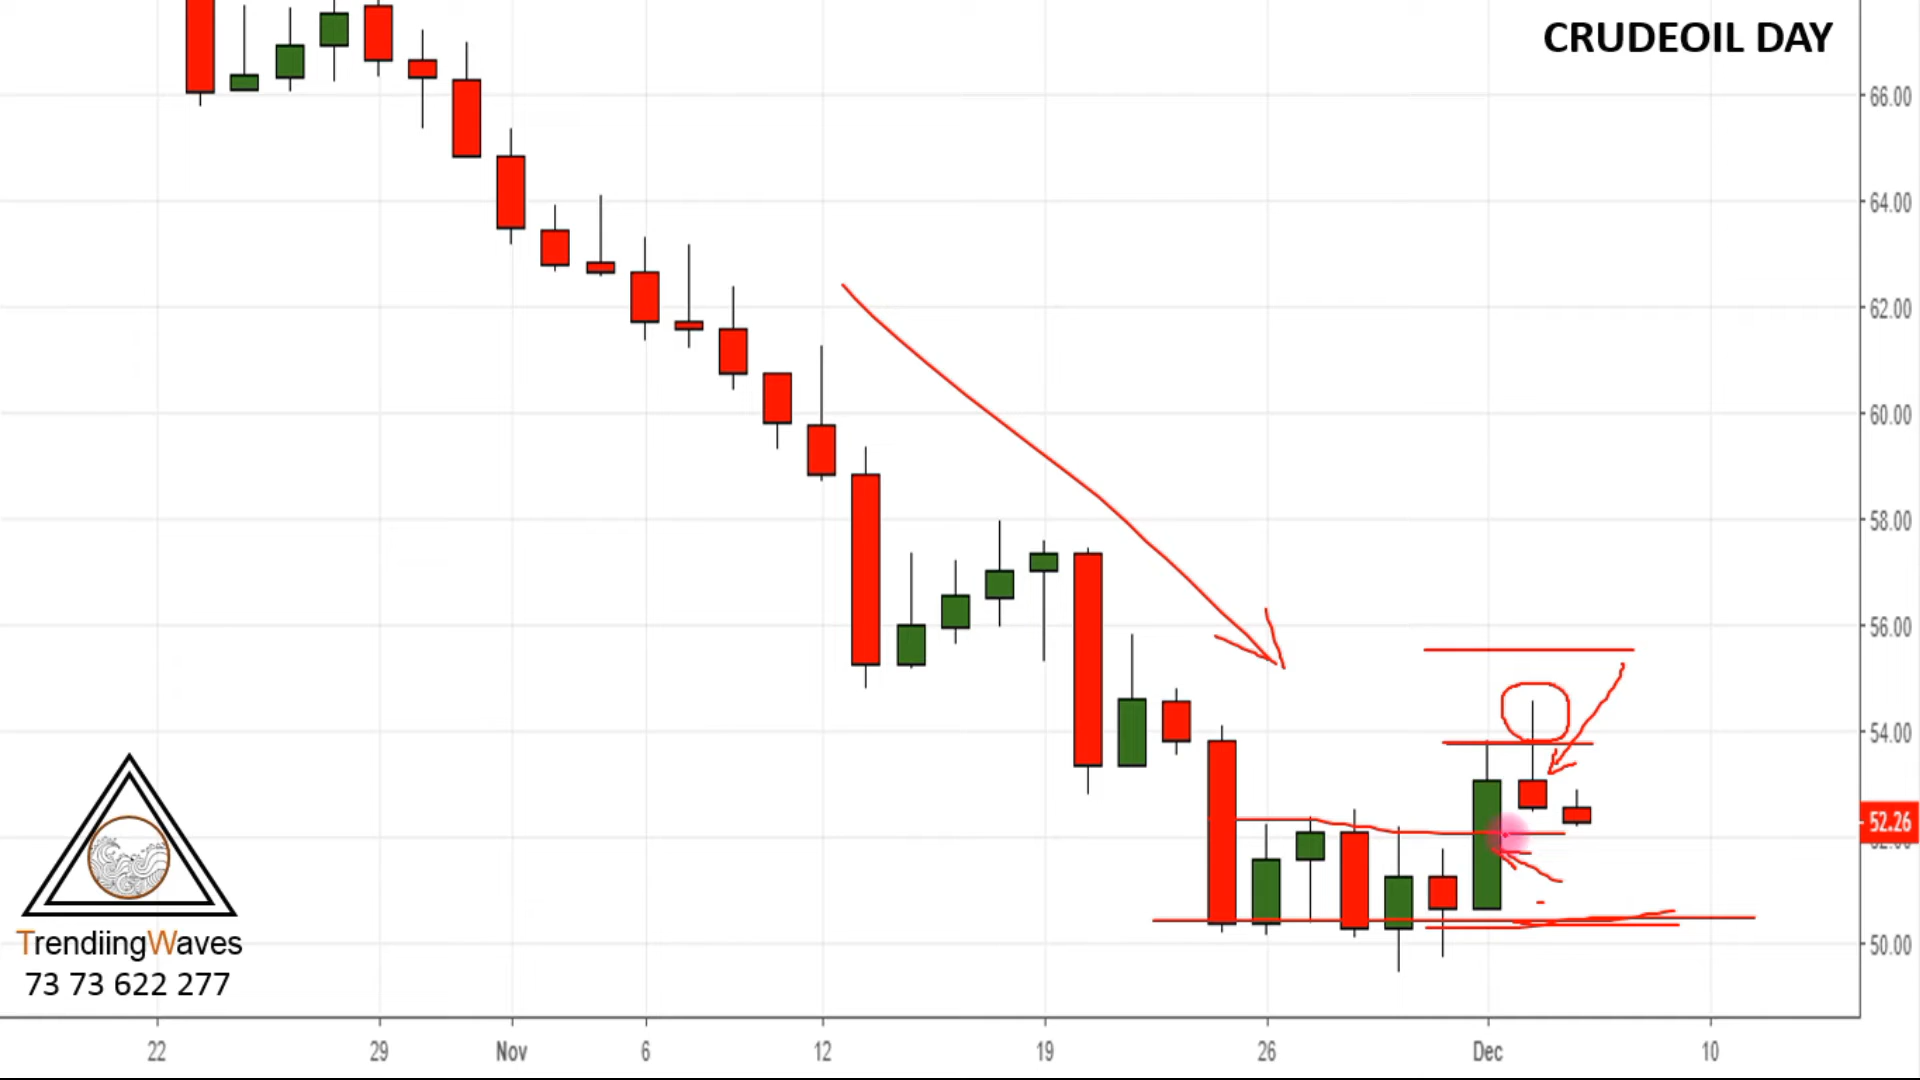 CRUDEOIL DAY
66.00
64.00
62.00
60.00
58.00
56.00
54.00
52.26
50.00
TrendiingWaves
73 73 622 277
22 29 Nov 6 12 19 26 Dec 10